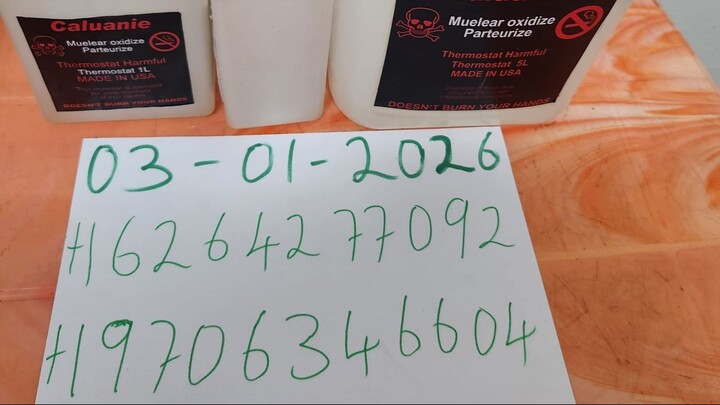 Caluanie
Muelear oxidize
Parteurize
Thermostat Harmful
Thermostat 1L
MADE IN USA
DOESN'T BURN YOUR HANDS
Muelear oxidize
Parteurize
Thermostat Harmful
Thermostat 5L
MADE IN USA
DOESN'T BURN YOUR HANDS
03-01-2026
+16264277092
+19706346604